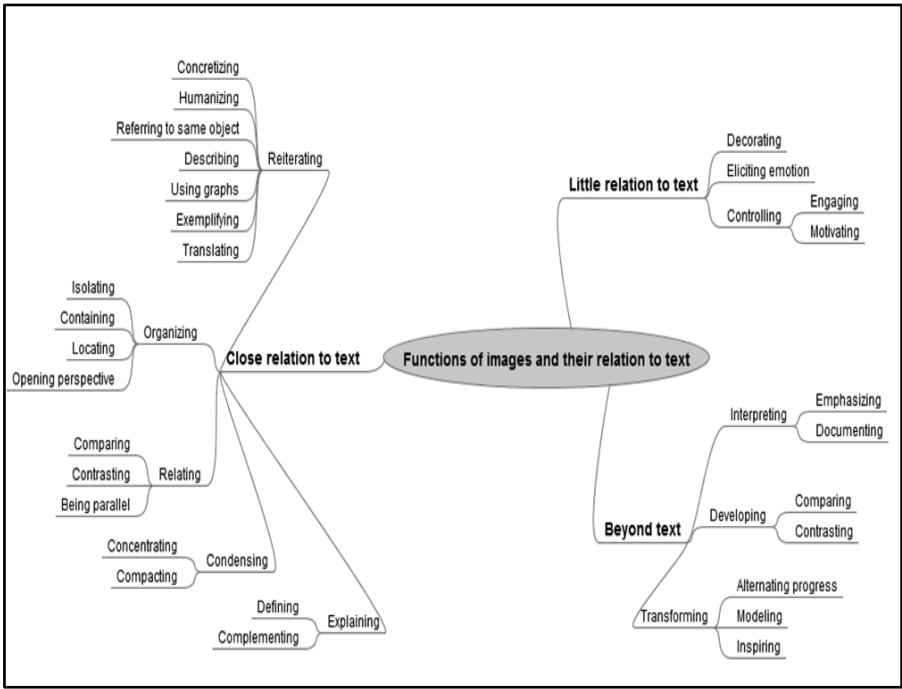 Functions of images and their relation to text
Close relation to text
Reiterating
Concretizing
Humanizing
Referring to same object
Describing
Using graphs
Exemplifying
Translating
Organizing
Isolating
Containing
Locating
Opening perspective
Relating
Comparing
Contrasting
Being parallel
Condensing
Concentrating
Compacting
Explaining
Defining
Complementing
Little relation to text
Decorating
Eliciting emotion
Controlling
Engaging
Motivating
Beyond text
Interpreting
Emphasizing
Documenting
Developing
Comparing
Contrasting
Transforming
Alternating progress
Modeling
Inspiring